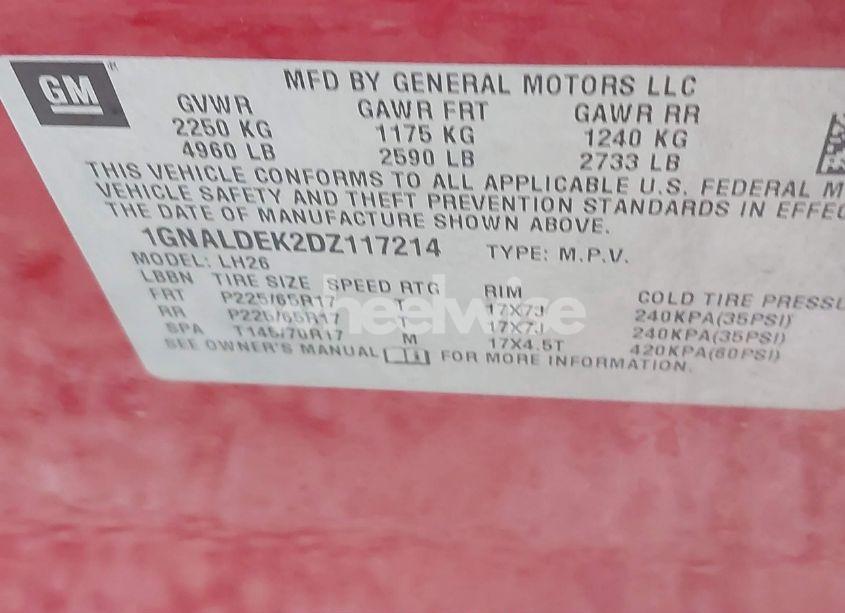 GM
MFD BY GENERAL MOTORS LLC
GVWR GAWR FRT GAWR RR
2250 KG 1175 KG 1240 KG
4960 LB 2590 LB 2733 LB
THIS VEHICLE CONFORMS TO ALL APPLICABLE U.S. FEDERAL M
VEHICLE SAFETY AND THEFT PREVENTION STANDARDS IN EFFEC
THE DATE OF MANUFACTURE SHOWN ABOVE.
1GNALDEK2DZ117214 TYPE: M.P.V.
MODEL: LH26
LBBN TIRE SIZE SPEED RTG RIM COLD TIRE PRESSU
FRT P225/65R17 T 17X7J 240KPA(35PSI)
RR P225/65R17 T 17X7J 240KPA(35PSI)
SPA T145/70R17 M 17X4.5T 420KPA(60PSI)
SEE OWNER'S MANUAL FOR MORE INFORMATION.
heelwise